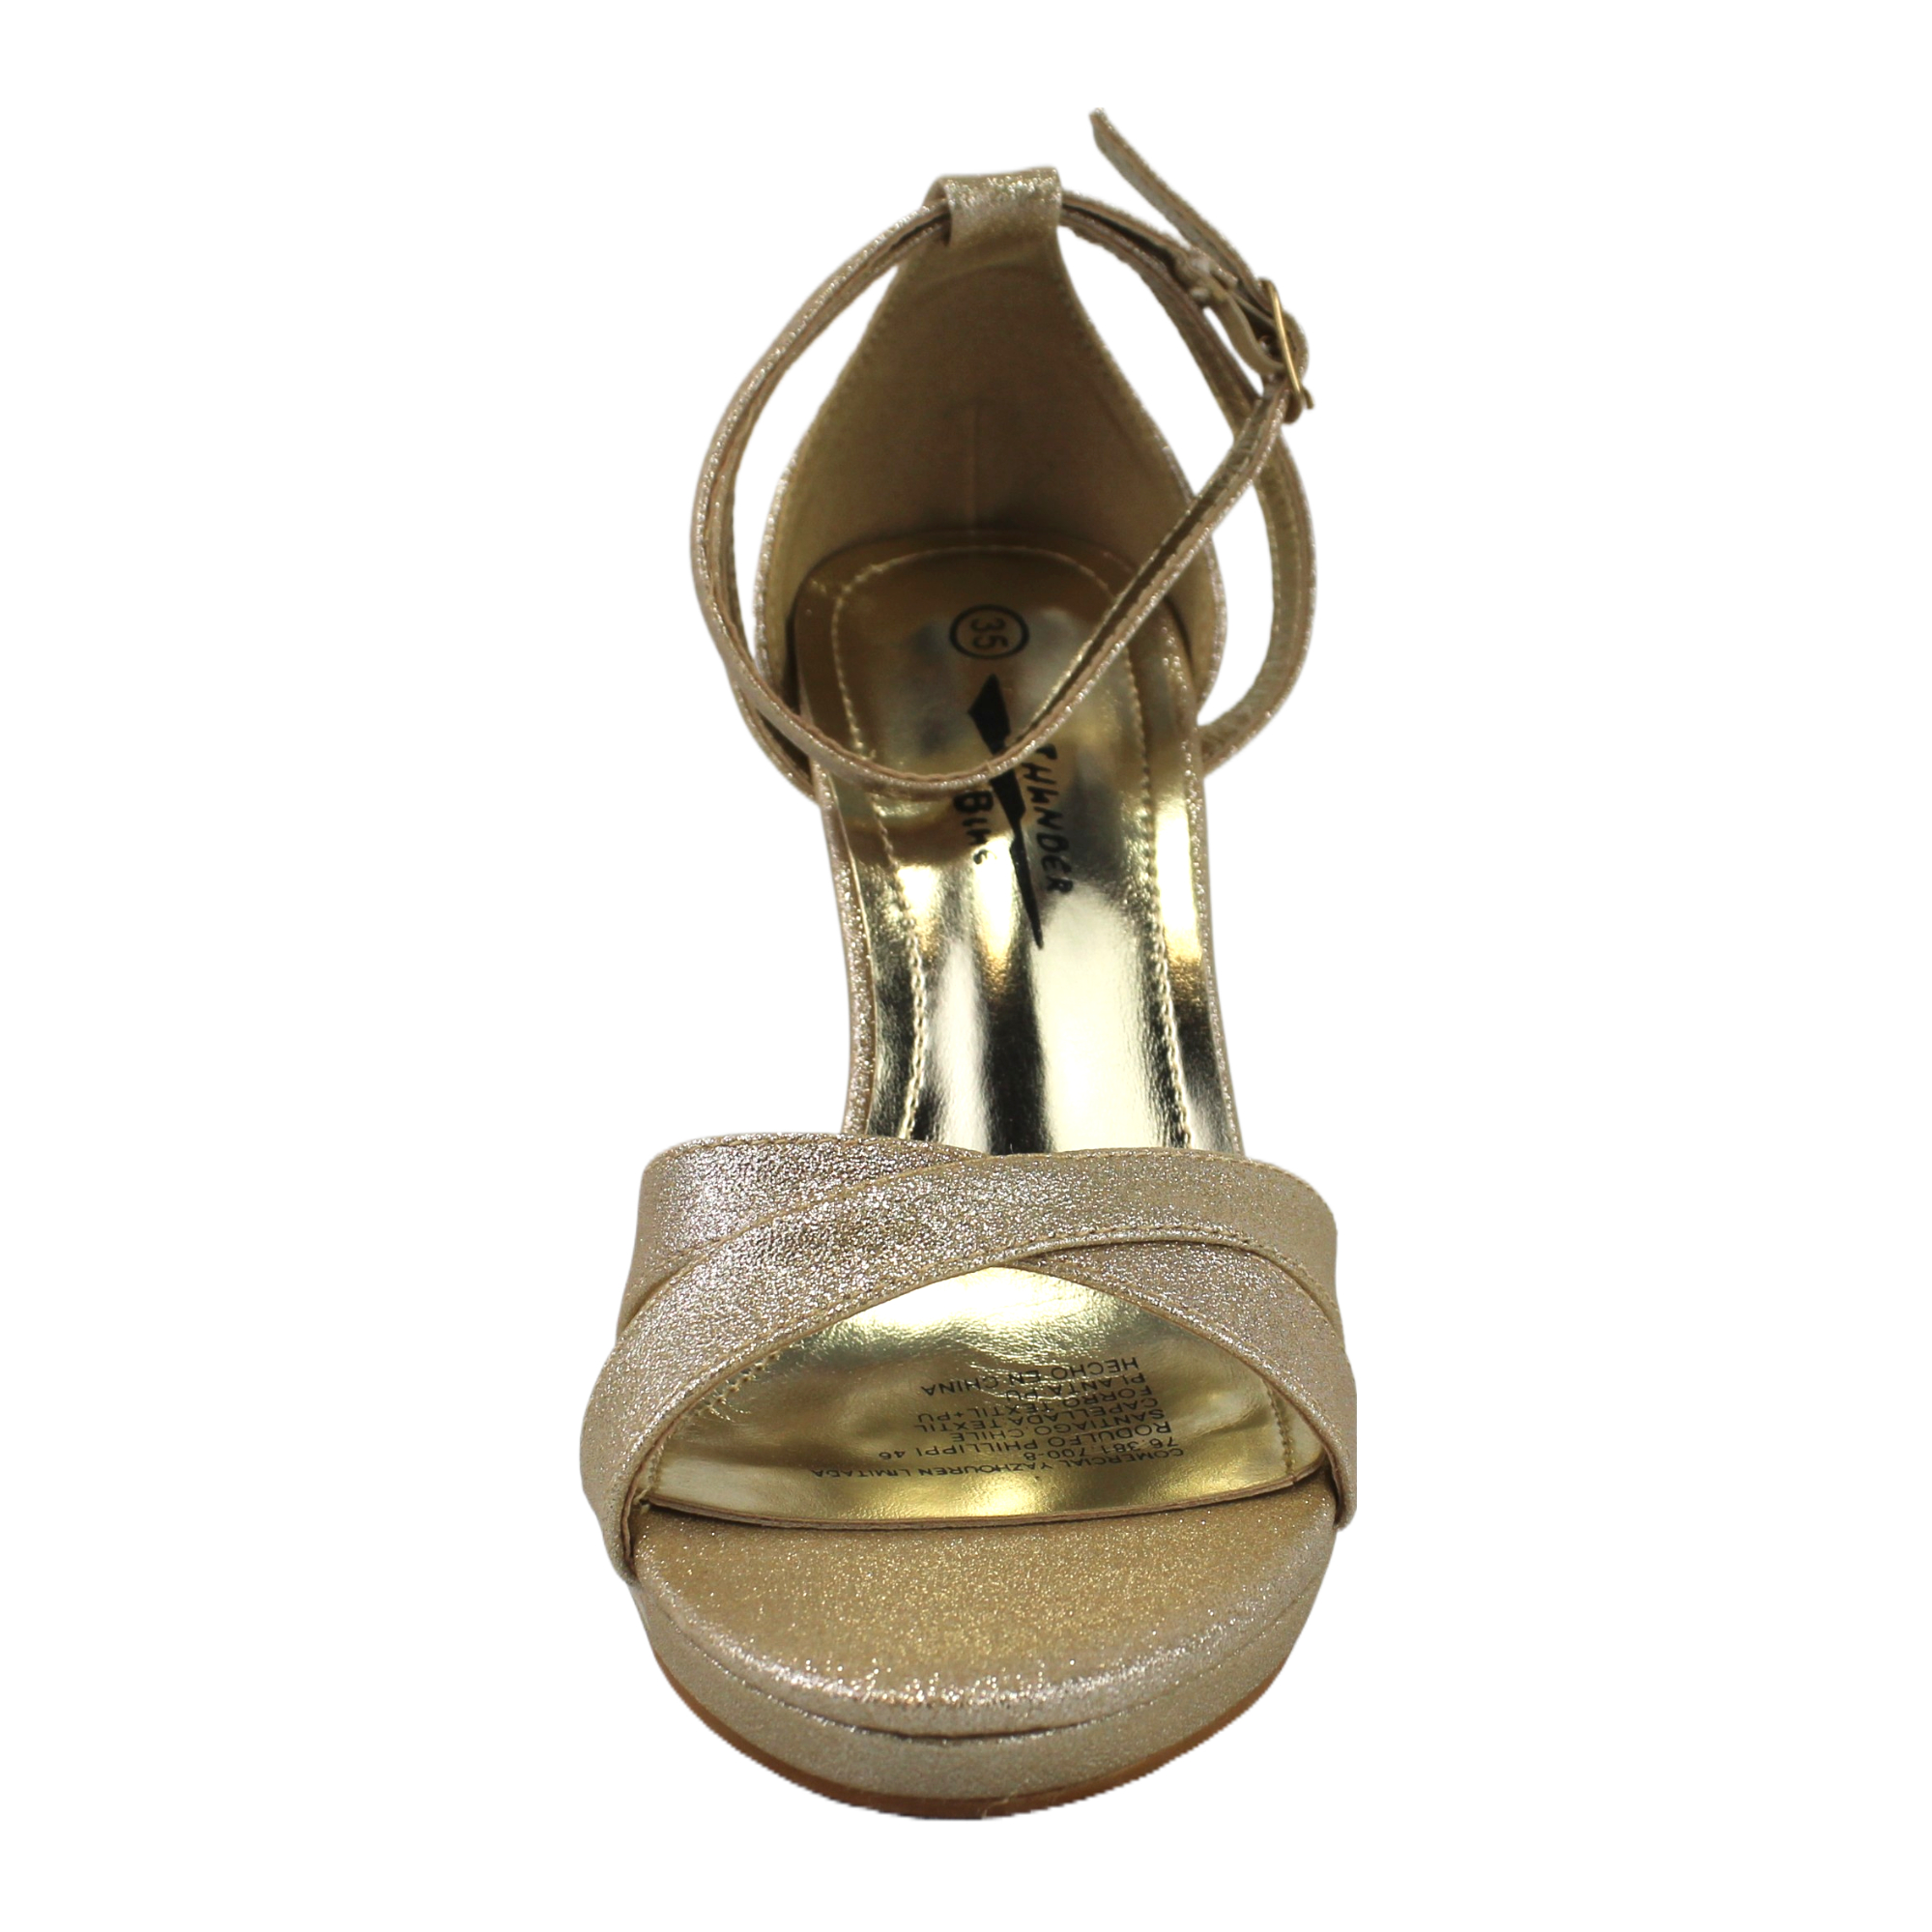 35
THUNDER
COMERCIAL YAZHOUREN LIMITADA
76.381.700-8
RODULFO PHILLIPPI 46
SANTIAGO.CHILE
CAPELLADA TEXTIL
FORRO TEXTIL+PU
PLANTA PU
HECHO EN CHINA